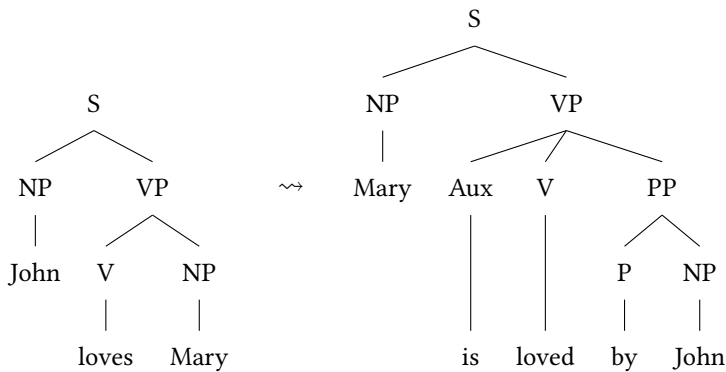 S
S
NP VP
NP VP ⇝ Mary Aux V PP
John V NP P NP
loves Mary is loved by John